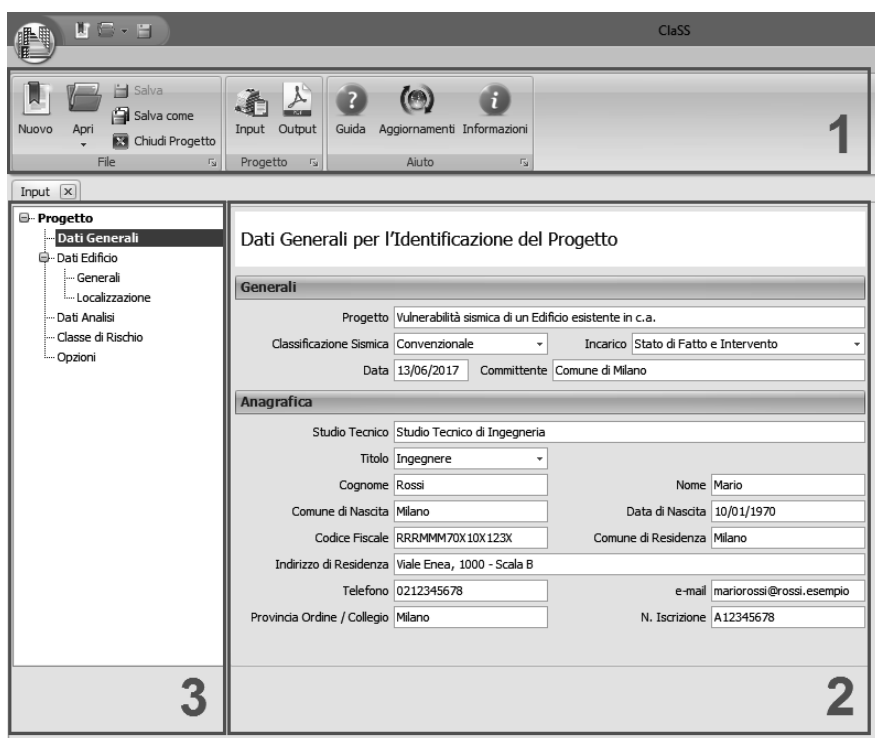 ClaSS
Nuovo
Apri
Salva
Salva come
Chiudi Progetto
File
Input
Output
Progetto
Guida
Aggiornamenti
Informazioni
Aiuto
1
Input
Progetto
Dati Generali
Dati Edificio
Generali
Localizzazione
Dati Analisi
Classe di Rischio
Opzioni
3
Dati Generali per l'Identificazione del Progetto
Generali
Progetto Vulnerabilità sismica di un Edificio esistente in c.a.
Classificazione Sismica Convenzionale Incarico Stato di Fatto e Intervento
Data 13/06/2017 Committente Comune di Milano
Anagrafica
Studio Tecnico Studio Tecnico di Ingegneria
Titolo Ingegnere
Cognome Rossi Nome Mario
Comune di Nascita Milano Data di Nascita 10/01/1970
Codice Fiscale RRRMMM70X10X123X Comune di Residenza Milano
Indirizzo di Residenza Viale Enea, 1000 - Scala B
Telefono 0212345678 e-mail mariorossi@rossi.esempio
Provincia Ordine / Collegio Milano N. Iscrizione A12345678
2